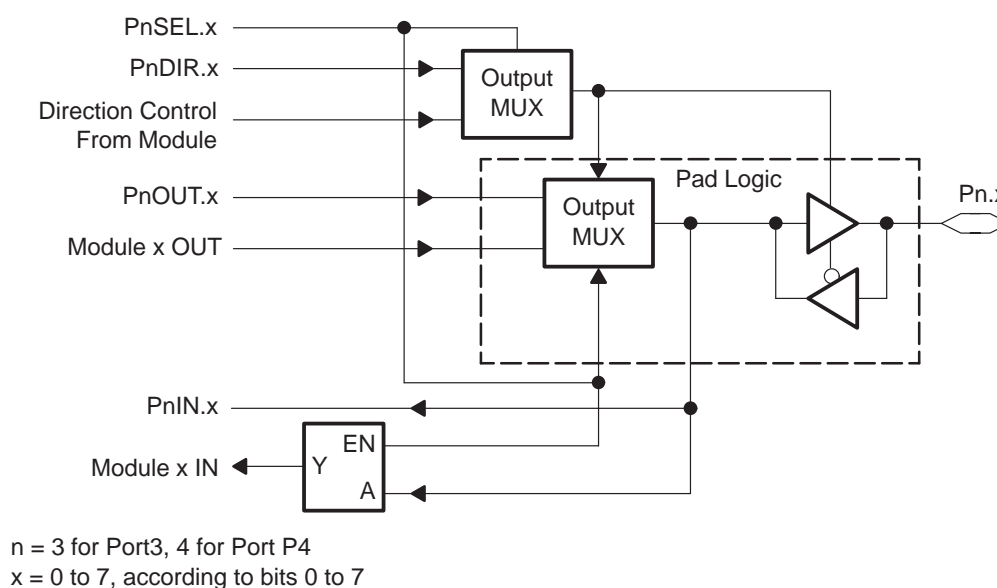 PnSEL.x
PnDIR.x
Direction Control
From Module
Output
MUX
PnOUT.x
Module x OUT
Output
MUX
Pad Logic
Pn.x
PnIN.x
Module x IN
Y
EN
A
n = 3 for Port3, 4 for Port P4
x = 0 to 7, according to bits 0 to 7